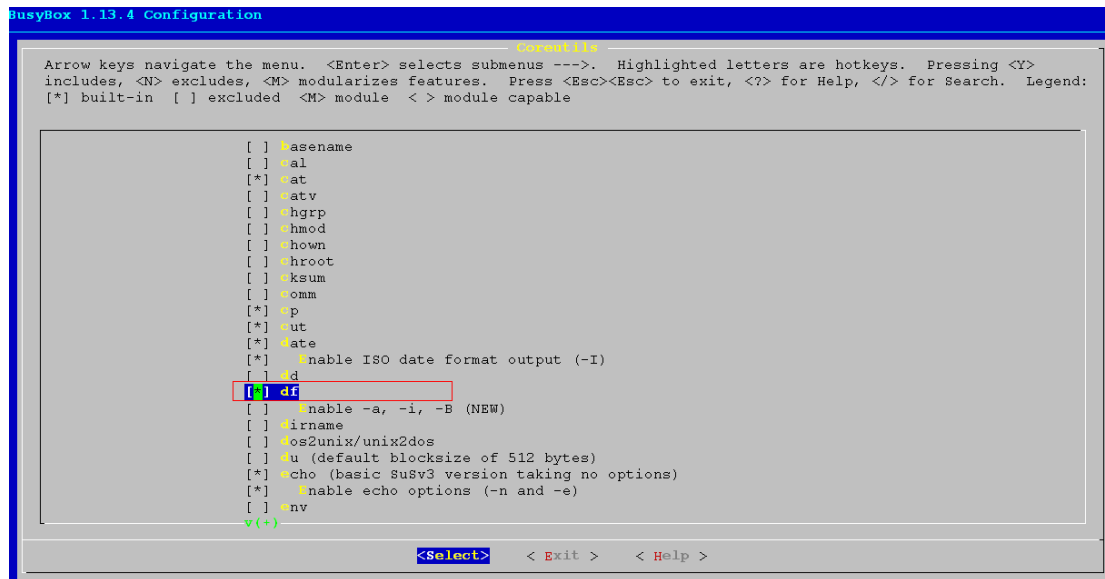 BusyBox 1.13.4 Configuration
Coreutils
Arrow keys navigate the menu.  <Enter> selects submenus --->.  Highlighted letters are hotkeys.  Pressing <Y>
includes, <N> excludes, <M> modularizes features.  Press <Esc><Esc> to exit, <?> for Help, </> for Search.  Legend:
[*] built-in  [ ] excluded  <M> module  < > module capable
[ ] basename
[ ] cal
[*] cat
[ ] catv
[ ] chgrp
[ ] chmod
[ ] chown
[ ] chroot
[ ] cksum
[ ] comm
[*] cp
[*] cut
[*] date
[*]   Enable ISO date format output (-I)
[ ] dd
[*] df
[ ]   Enable -a, -i, -B (NEW)
[ ] dirname
[ ] dos2unix/unix2dos
[ ] du (default blocksize of 512 bytes)
[*] echo (basic SuSv3 version taking no options)
[*]   Enable echo options (-n and -e)
[ ] env
v(+)
<Select>    < Exit >    < Help >